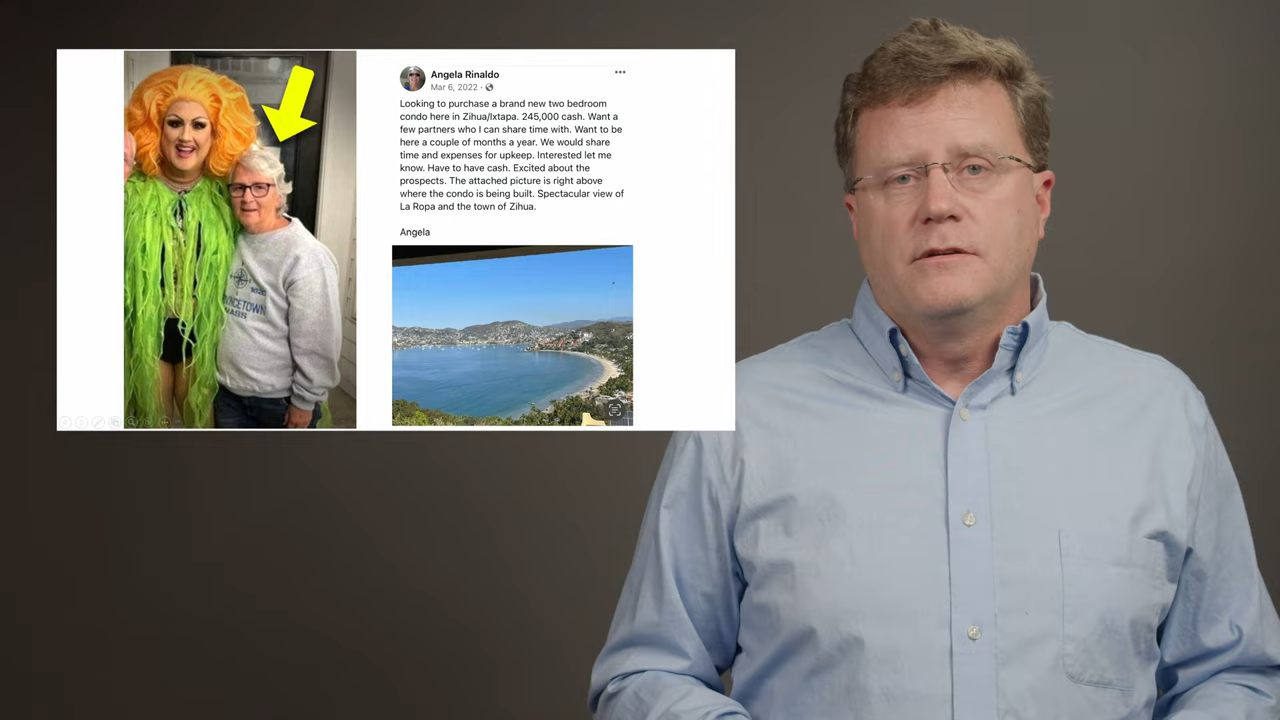 Angela Rinaldo
Mar 6, 2022 ·
Looking to purchase a brand new two bedroom
condo here in Zihua/Ixtapa. 245,000 cash. Want a
few partners who I can share time with. Want to be
here a couple of months a year. We would share
time and expenses for upkeep. Interested let me
know. Have to have cash. Excited about the
prospects. The attached picture is right above
where the condo is being built. Spectacular view of
La Ropa and the town of Zihua.
Angela
NCETOWN
MASS